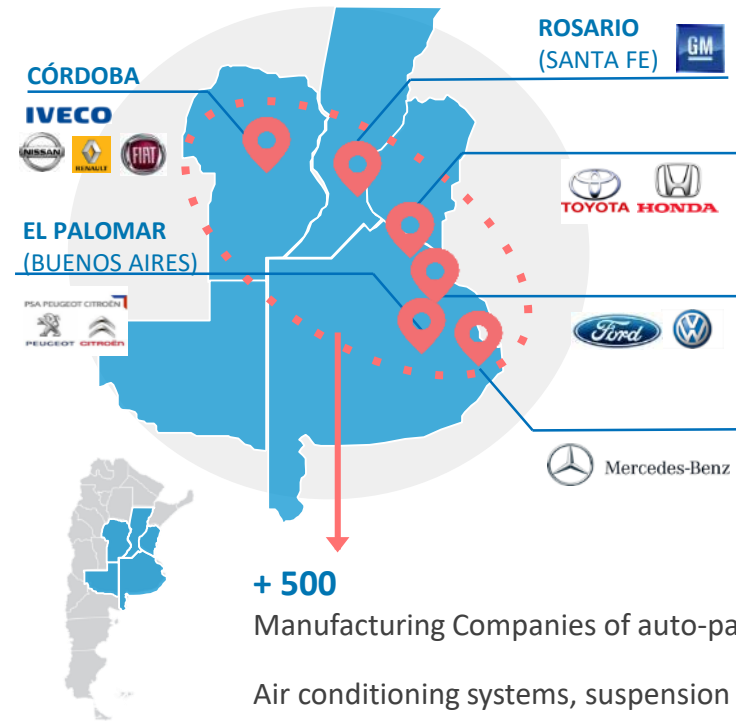 ROSARIO
(SANTA FE)
GM
CÓRDOBA
IVECO
NISSAN
RENAULT
FIAT
TOYOTA HONDA
EL PALOMAR
(BUENOS AIRES)
PSA PEUGEOT CITROËN
PEUGEOT CITROËN
Ford
Mercedes-Benz
+ 500
Manufacturing Companies of auto-pa
Air conditioning systems, suspension